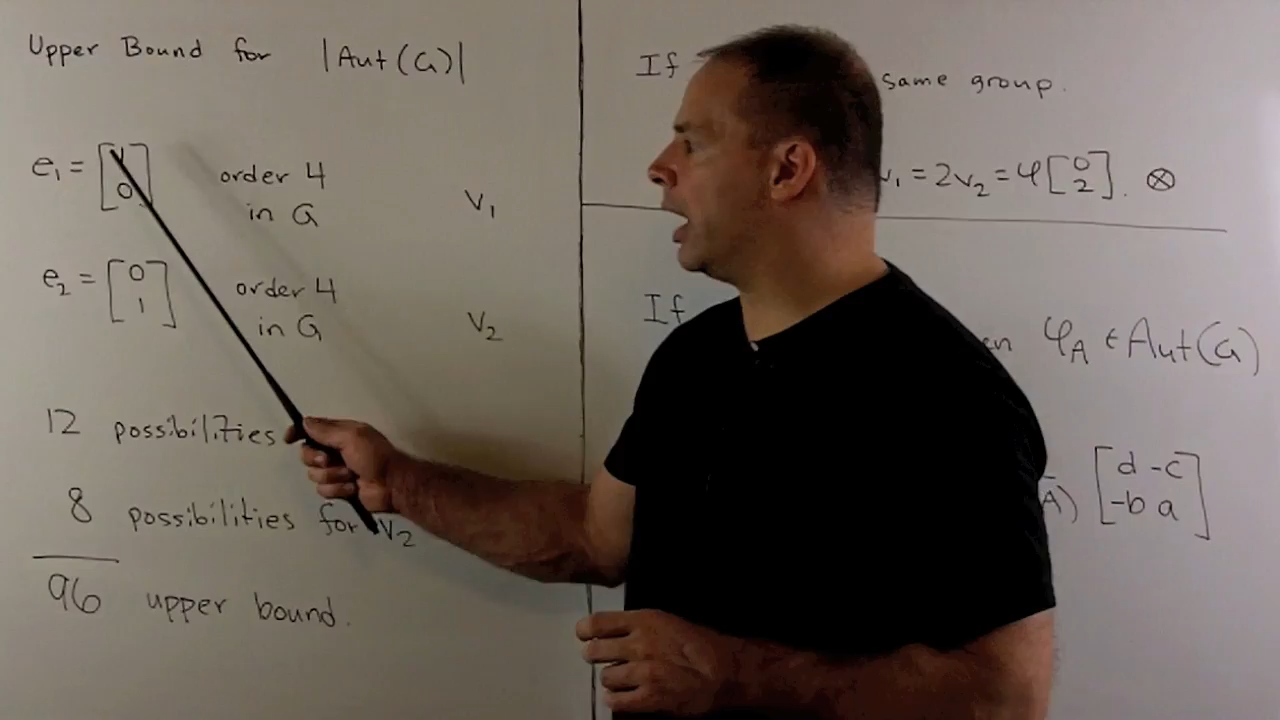 Upper Bound for |Aut(G)|
e₁ = [1 0] order 4 in G v₁
e₂ = [0 1] order 4 in G v₂
12 possibilities
8 possibilities for v₂
96 upper bound.
If same group.
v₁ = 2v₂ = φ[0 2]. ⊗
If φ_A ∈ Aut(G)
[d -c -b a]